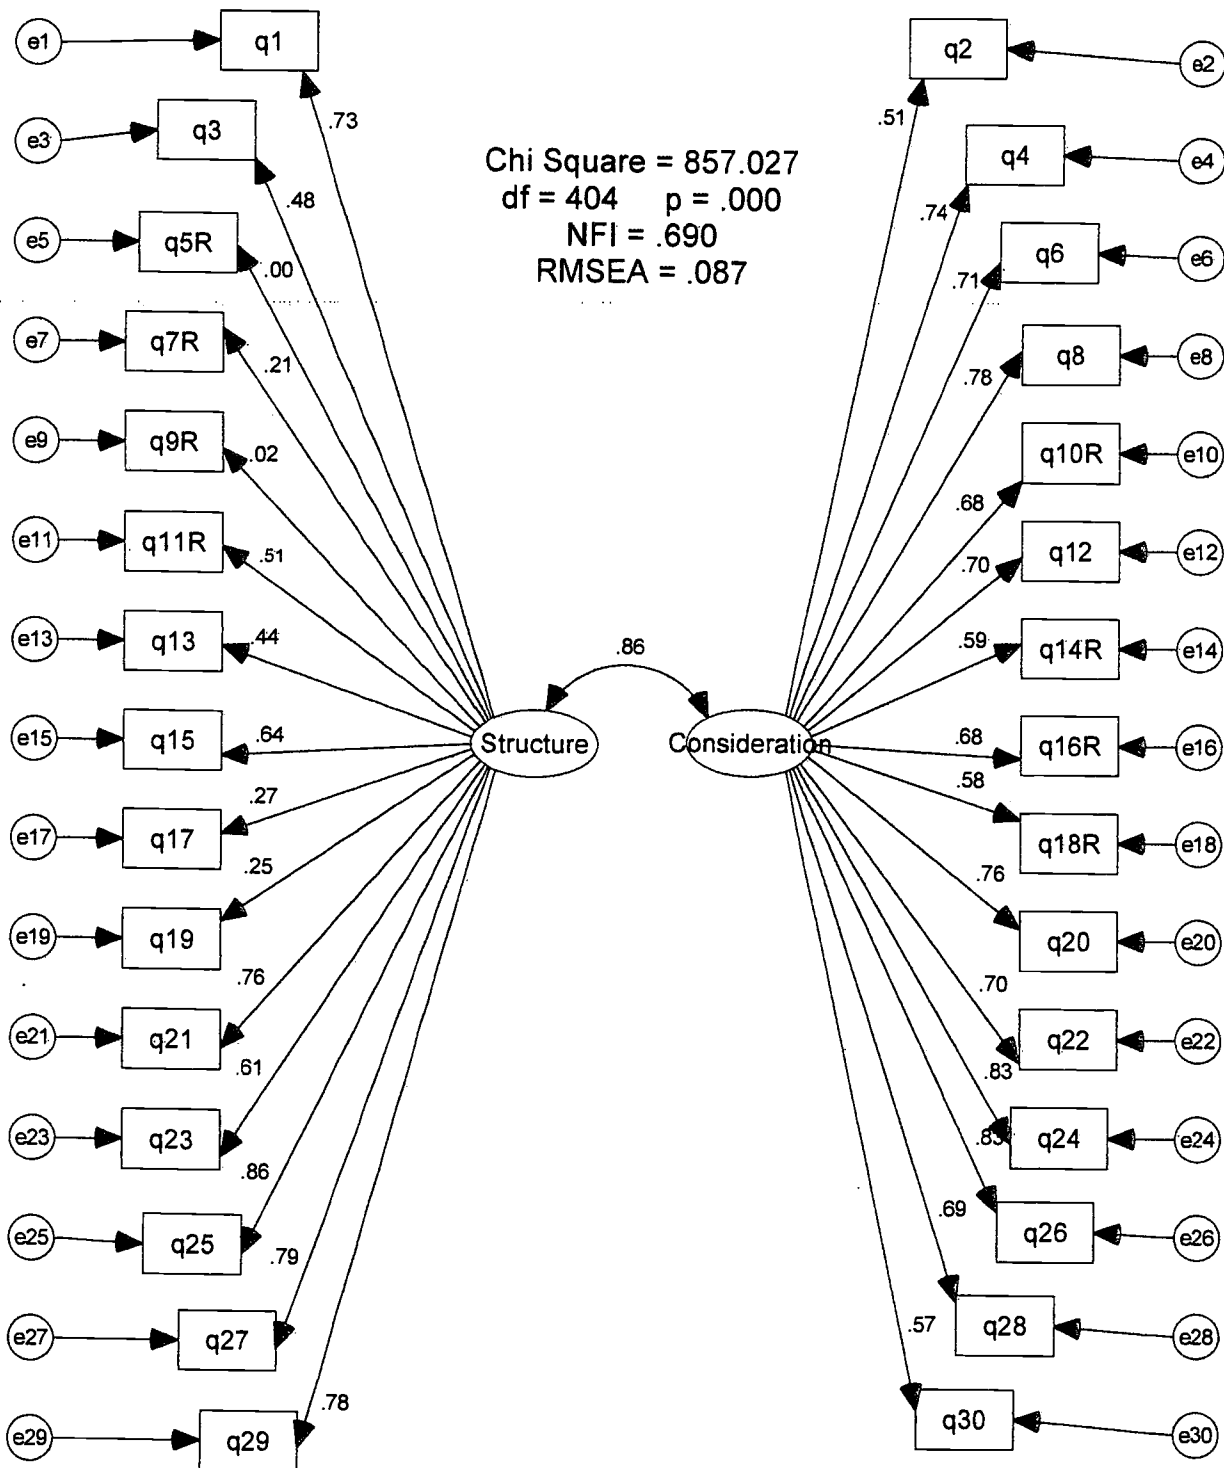 e1 q1 q2 e2
.73 .51
e3 q3 q4 e4
Chi Square = 857.027
df = 404 p = .000
NFI = .690
RMSEA = .087
.48 .74
e5 q5R q6 e6
.00 .71
e7 q7R q8 e8
.21 .78
e9 q9R q10R e10
.02 .68
e11 q11R q12 e12
.51 .70
e13 q13 q14R e14
.44 .59
.86
Structure Consideration
e15 q15 q16R e16
.64 .68
e17 q17 q18R e18
.27 .58
e19 q19 q20 e20
.25 .76
e21 q21 q22 e22
.76 .70
e23 q23 q24 e24
.61 .83
e25 q25 q26 e26
.86 .83
e27 q27 q28 e28
.79 .69
e29 q29 q30 e30
.78 .57